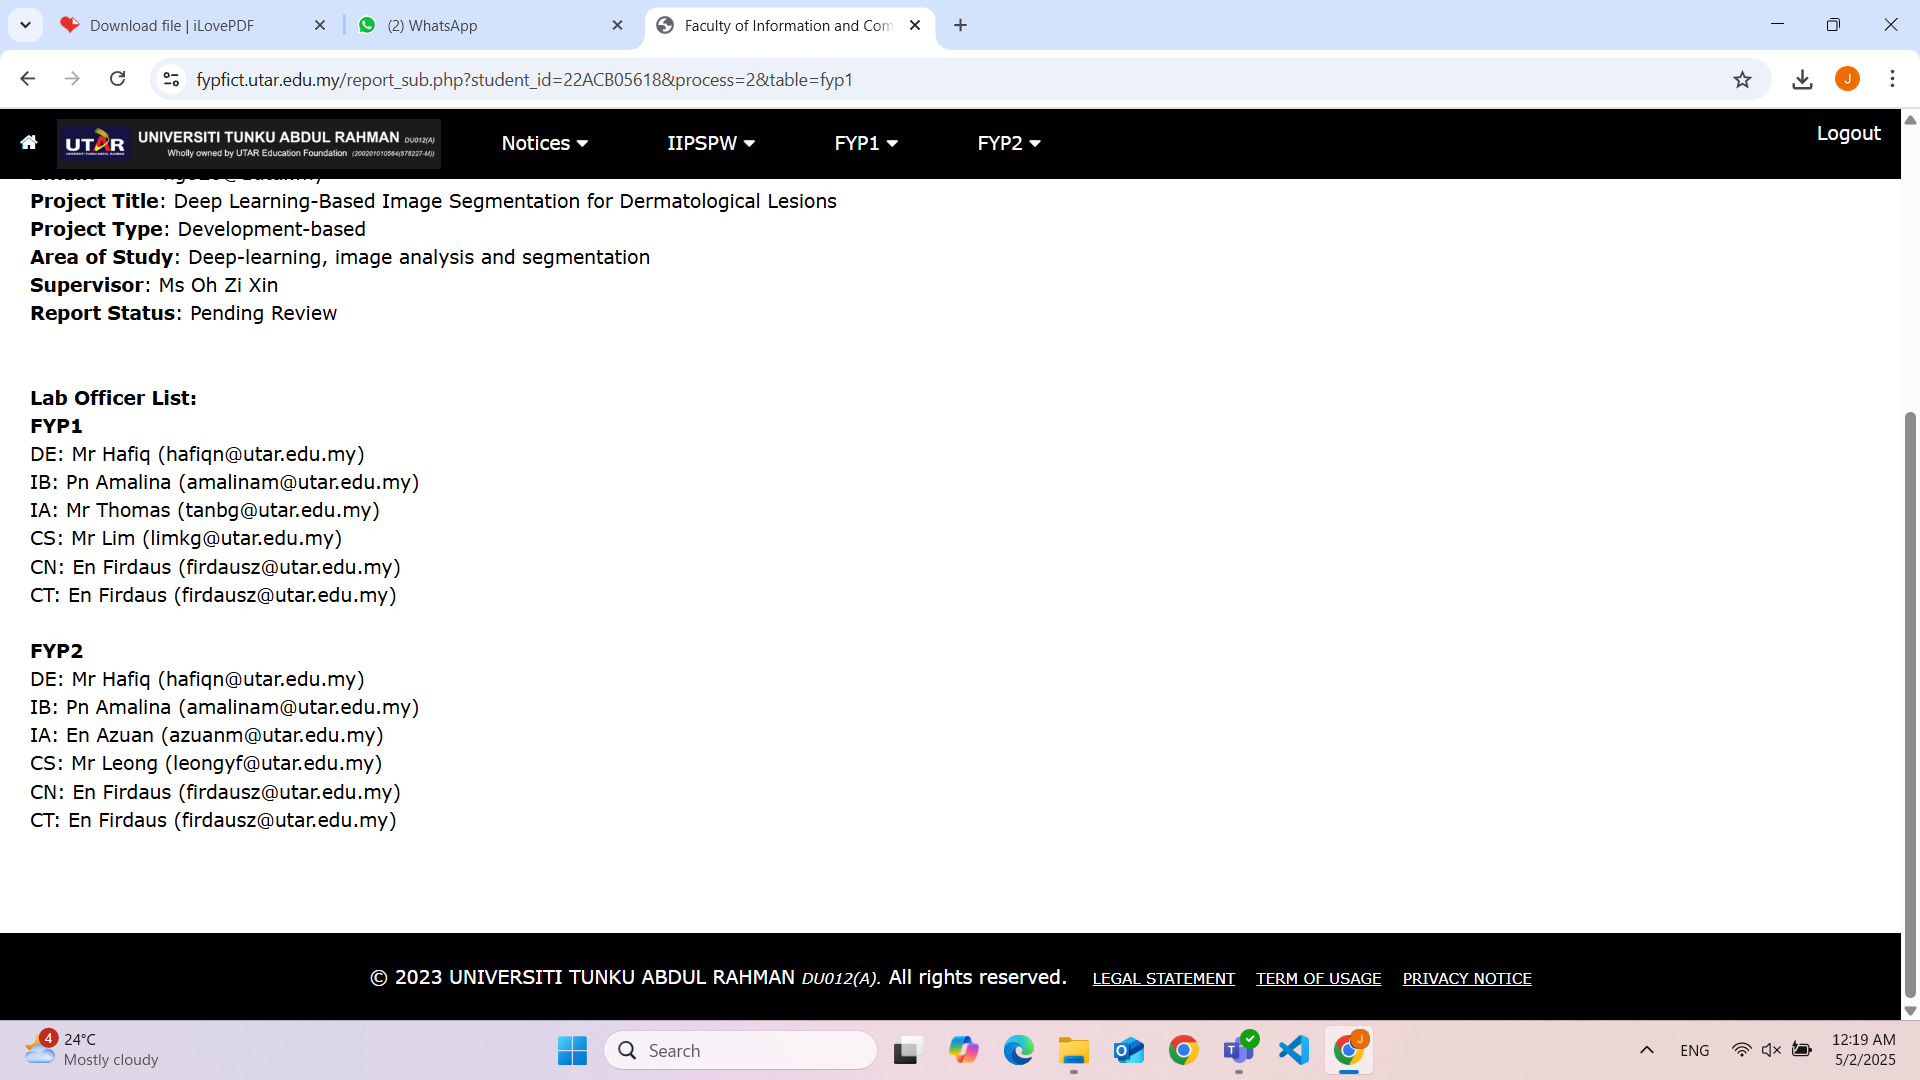 Download file | iLovePDF
(2) WhatsApp
Faculty of Information and Com
fypfict.utar.edu.my/report_sub.php?student_id=22ACB05618&process=2&table=fyp1
J
UTAR
UNIVERSITI TUNKU ABDUL RAHMAN DU012(A)
Wholly owned by UTAR Education Foundation (200201010564(578227-M))
Notices
IIPSPW
FYP1
FYP2
Logout
Project Title: Deep Learning-Based Image Segmentation for Dermatological Lesions
Project Type: Development-based
Area of Study: Deep-learning, image analysis and segmentation
Supervisor: Ms Oh Zi Xin
Report Status: Pending Review
Lab Officer List:
FYP1
DE: Mr Hafiq (hafiqn@utar.edu.my)
IB: Pn Amalina (amalinam@utar.edu.my)
IA: Mr Thomas (tanbg@utar.edu.my)
CS: Mr Lim (limkg@utar.edu.my)
CN: En Firdaus (firdausz@utar.edu.my)
CT: En Firdaus (firdausz@utar.edu.my)
FYP2
DE: Mr Hafiq (hafiqn@utar.edu.my)
IB: Pn Amalina (amalinam@utar.edu.my)
IA: En Azuan (azuanm@utar.edu.my)
CS: Mr Leong (leongyf@utar.edu.my)
CN: En Firdaus (firdausz@utar.edu.my)
CT: En Firdaus (firdausz@utar.edu.my)
© 2023 UNIVERSITI TUNKU ABDUL RAHMAN DU012(A). All rights reserved. LEGAL STATEMENT TERM OF USAGE PRIVACY NOTICE
4
24°C
Mostly cloudy
Search
J
ENG
12:19 AM
5/2/2025